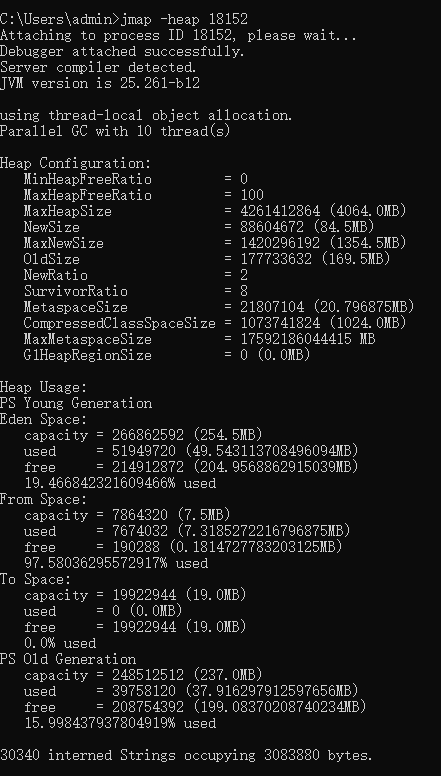 C:\Users\admin>jmap -heap 18152
Attaching to process ID 18152, please wait...
Debugger attached successfully.
Server compiler detected.
JVM version is 25.261-b12
using thread-local object allocation.
Parallel GC with 10 thread(s)
Heap Configuration:
MinHeapFreeRatio = 0
MaxHeapFreeRatio = 100
MaxHeapSize = 4261412864 (4064.0MB)
NewSize = 88604672 (84.5MB)
MaxNewSize = 1420296192 (1354.5MB)
OldSize = 177733632 (169.5MB)
NewRatio = 2
SurvivorRatio = 8
MetaspaceSize = 21807104 (20.796875MB)
CompressedClassSpaceSize = 1073741824 (1024.0MB)
MaxMetaspaceSize = 17592186044415 MB
G1HeapRegionSize = 0 (0.0MB)
Heap Usage:
PS Young Generation
Eden Space:
capacity = 266862592 (254.5MB)
used = 51949720 (49.543113708496094MB)
free = 214912872 (204.9568862915039MB)
19.466842321609466% used
From Space:
capacity = 7864320 (7.5MB)
used = 7674032 (7.3185272216796875MB)
free = 190288 (0.1814727783203125MB)
97.58036295572917% used
To Space:
capacity = 19922944 (19.0MB)
used = 0 (0.0MB)
free = 19922944 (19.0MB)
0.0% used
PS Old Generation
capacity = 248512512 (237.0MB)
used = 39758120 (37.916297912597656MB)
free = 208754392 (199.08370208740234MB)
15.998437937804919% used
30340 interned Strings occupying 3083880 bytes.